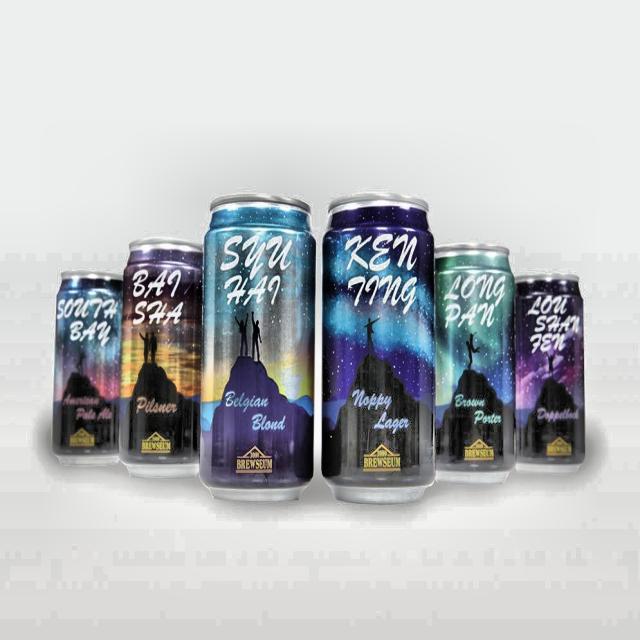 SOUTH
BAY
American
Pale Ale
BREWSEUM
BAI
SHA
Pilsner
BREWSEUM
SYU
HAI
Belgian
Blond
BREWSEUM
KEN
TING
Noppy
Lager
BREWSEUM
LONG
PAN
Brown
Porter
BREWSEUM
LOU
SHAN
FEN
Doppelbock
BREWSEUM